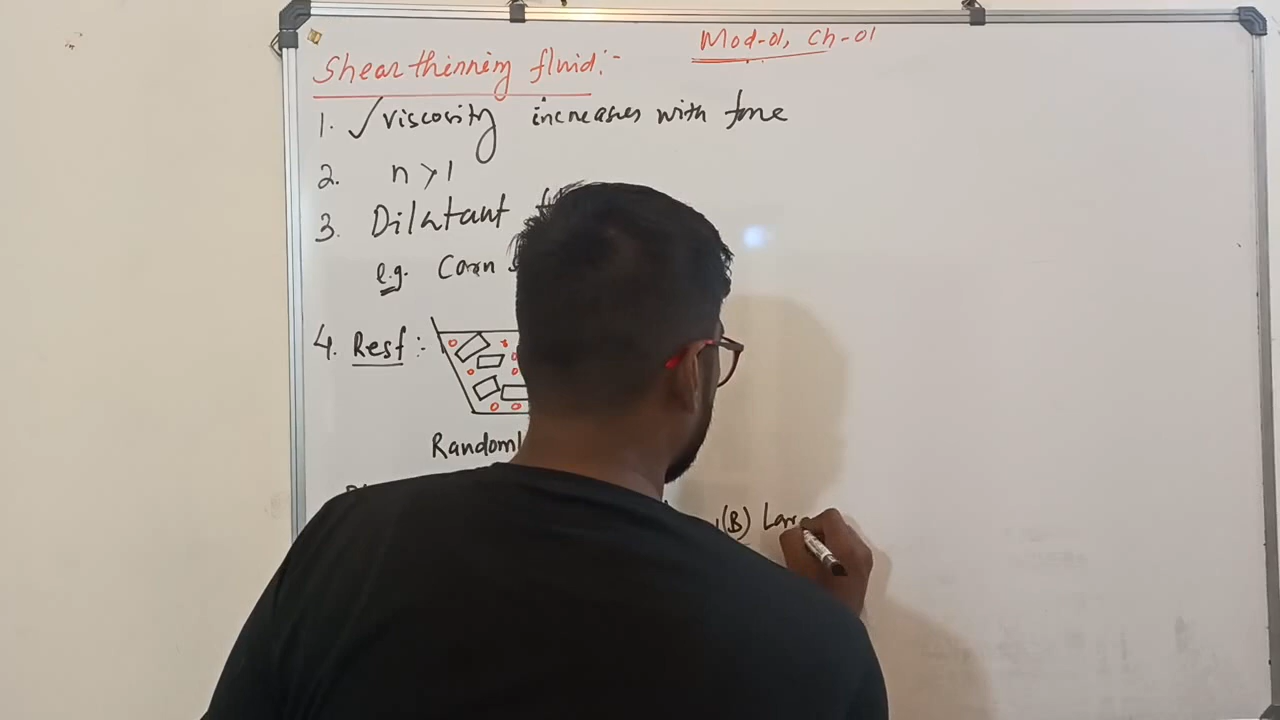 Mod-01, Ch-01
Shear thinning fluid:-
1. √ viscosity increases with time
2. n > 1
3. Dilatant
e.g. Corn
4. Rest :-
Randoml
(B) Lar